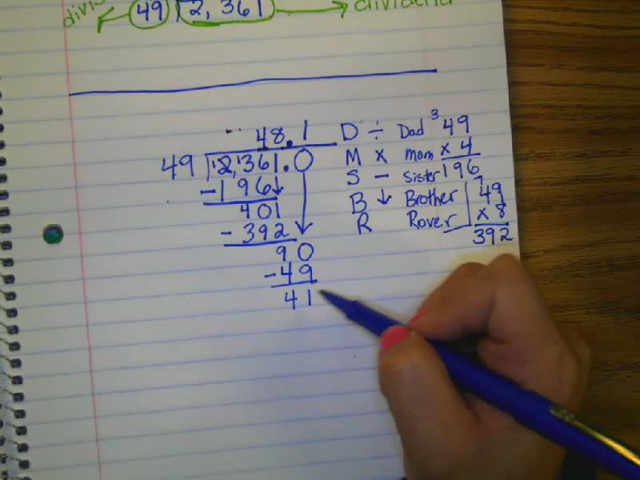 divis 49 2,361 dividend
48.1
49 2,361.0
-196
401
-392
90
-49
41
D ÷ Dad
M x mom
S - sister
B ↓ Brother
R Rover
3
49
x 4
196
7
49
x 8
392